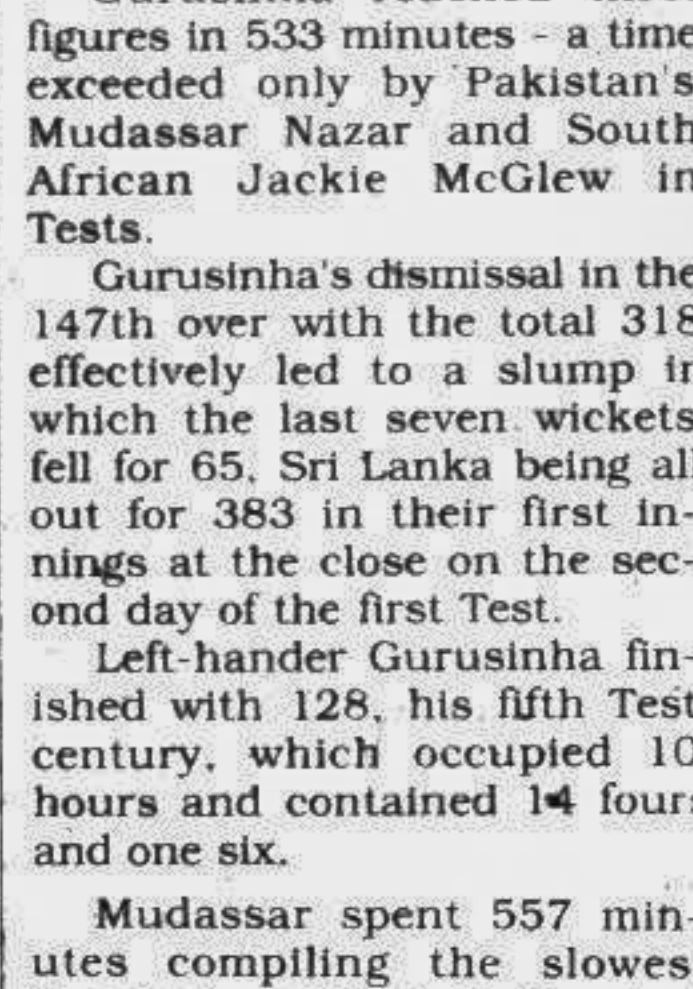 figures in 533 minutes - a time
exceeded only by Pakistan's
Mudassar Nazar and South
African Jackie McGlew in
Tests.
Gurusinha's dismissal in the
147th over with the total 318
effectively led to a slump in
which the last seven wickets
fell for 65, Sri Lanka being all
out for 383 in their first in-
nings at the close on the sec-
ond day of the first Test.
Left-hander Gurusinha fin-
ished with 128, his fifth Test
century, which occupied 10
hours and contained 14 fours
and one six.
Mudassar spent 557 min-
utes compiling the slowes